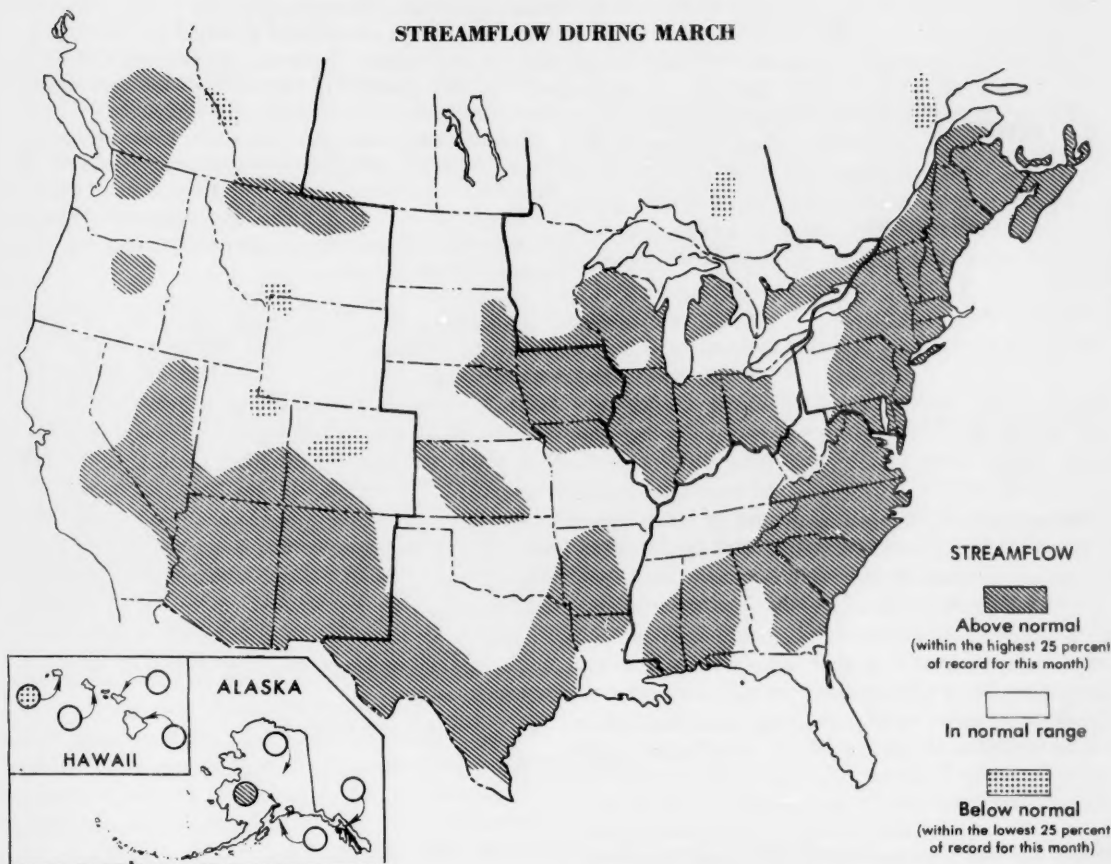 STREAMFLOW DURING MARCH
STREAMFLOW
Above normal
(within the highest 25 percent
of record for this month)
In normal range
Below normal
(within the lowest 25 percent
of record for this month)
HAWAII
ALASKA